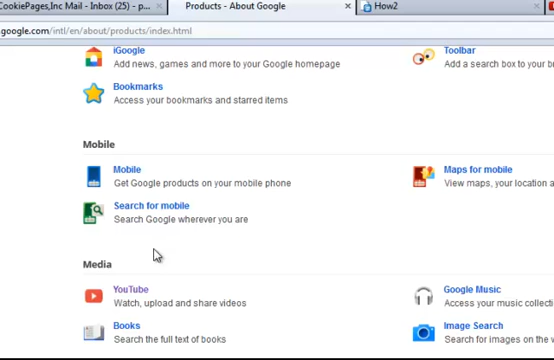 CookiePages,Inc Mail - Inbox (25) - p...
Products - About Google
How2
google.com/intl/en/about/products/index.html
iGoogle
Add news, games and more to your Google homepage
Toolbar
Add a search box to your
Bookmarks
Access your bookmarks and starred items
Mobile
Mobile
Get Google products on your mobile phone
Maps for mobile
View maps, your location a
Search for mobile
Search Google wherever you are
Media
YouTube
Watch, upload and share videos
Google Music
Access your music collecti
Books
Search the full text of books
Image Search
Search for images on the w